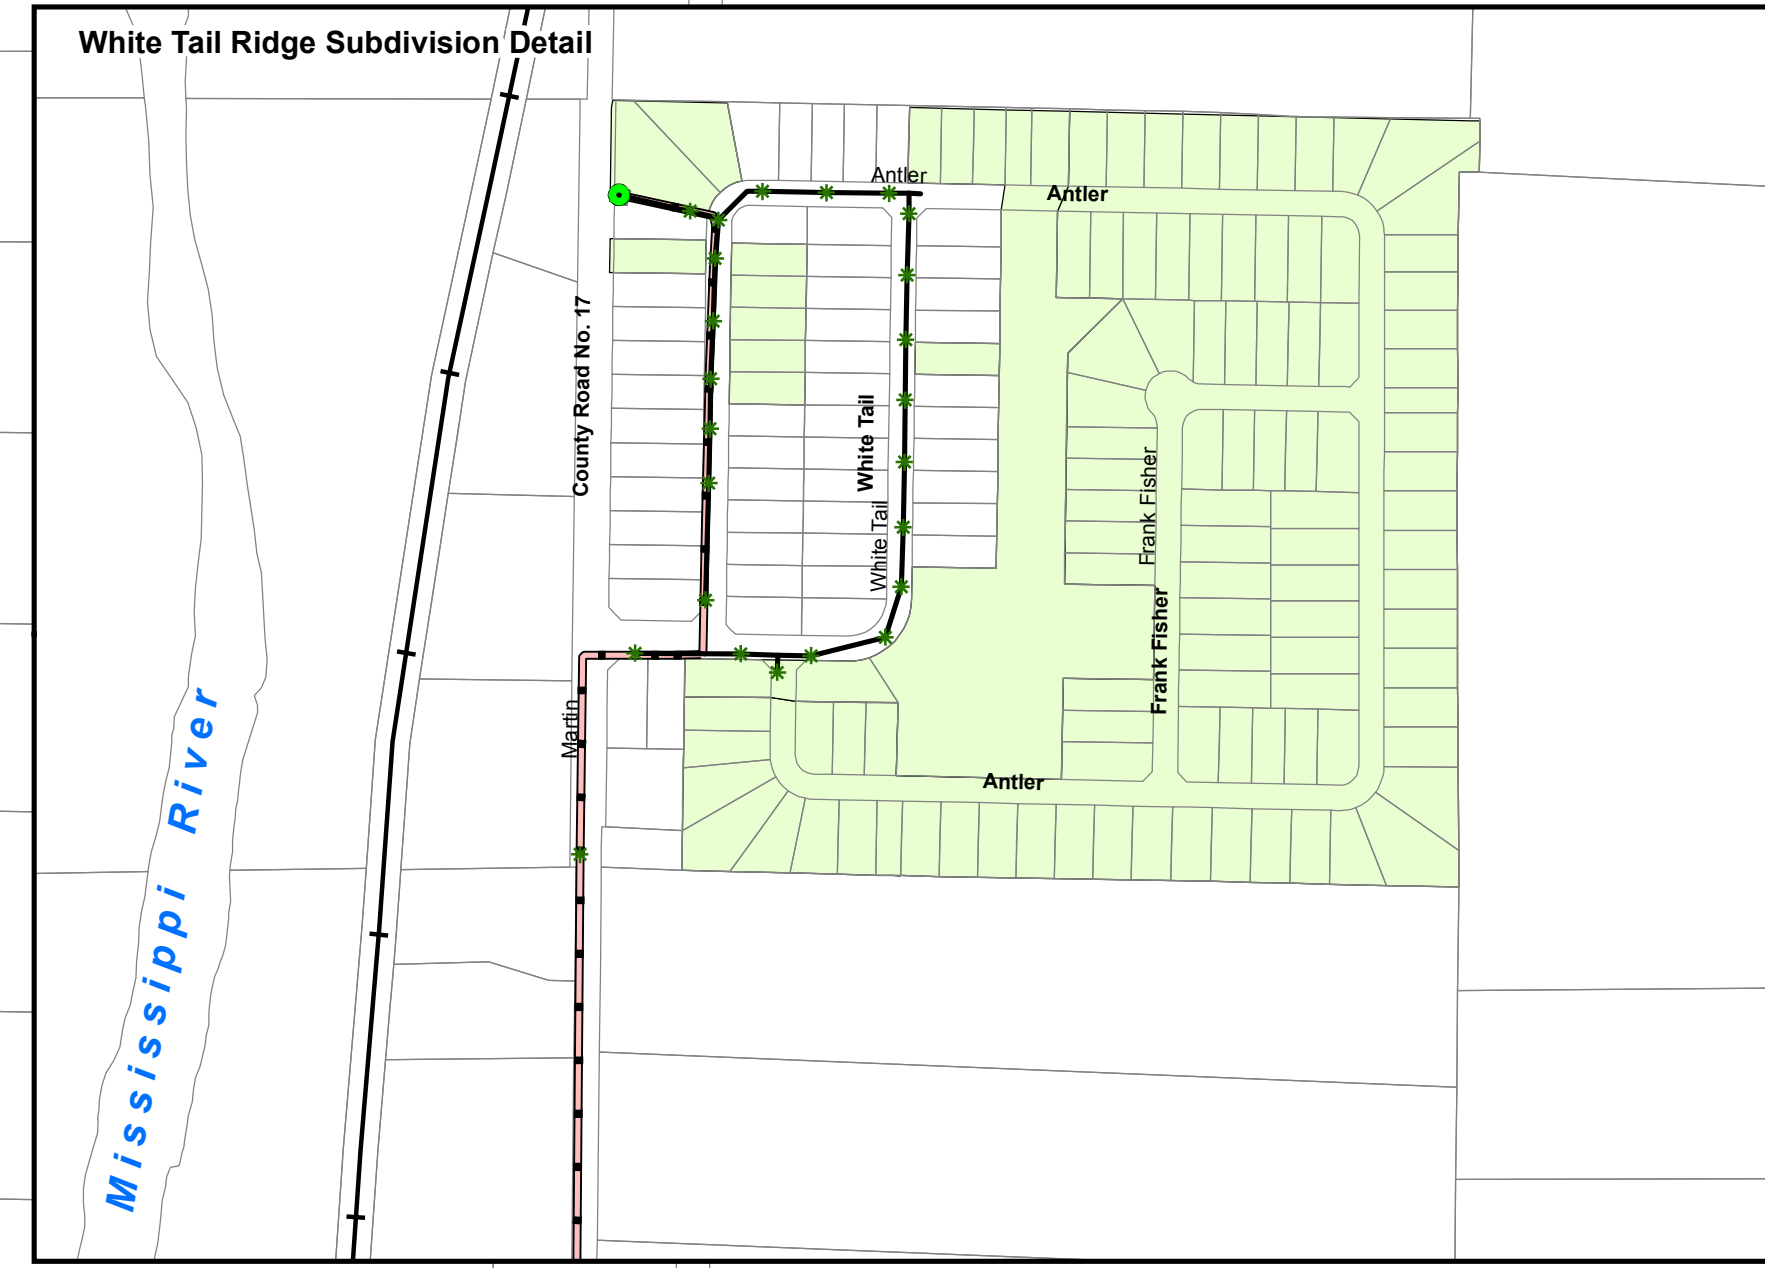 White Tail Ridge Subdivision Detail
Antler
Antler
County Road No. 17
White Tail
White Tail
Frank Fisher
Frank Fisher
Martin
Antler
Mississippi River